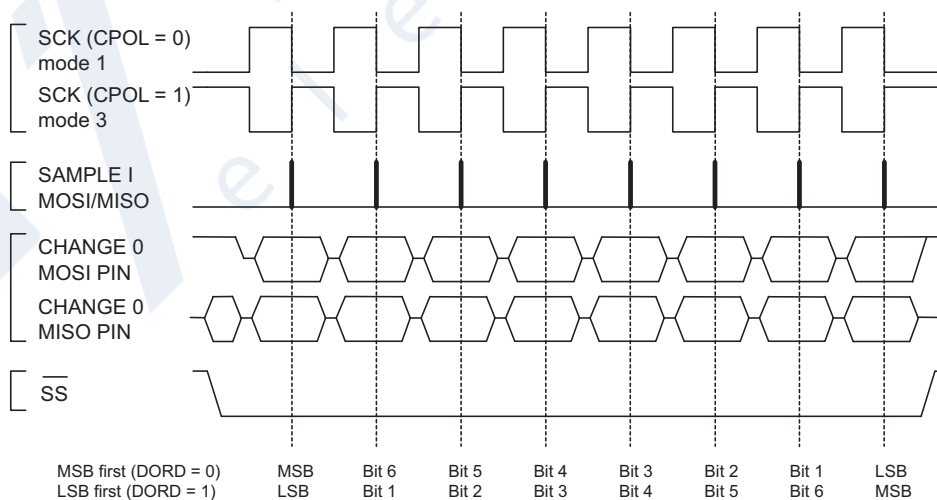 SCK (CPOL = 0)
mode 1
SCK (CPOL = 1)
mode 3
SAMPLE I
MOSI/MISO
CHANGE 0
MOSI PIN
CHANGE 0
MISO PIN
SS
MSB first (DORD = 0) MSB Bit 6 Bit 5 Bit 4 Bit 3 Bit 2 Bit 1 LSB
LSB first (DORD = 1) LSB Bit 1 Bit 2 Bit 3 Bit 4 Bit 5 Bit 6 MSB